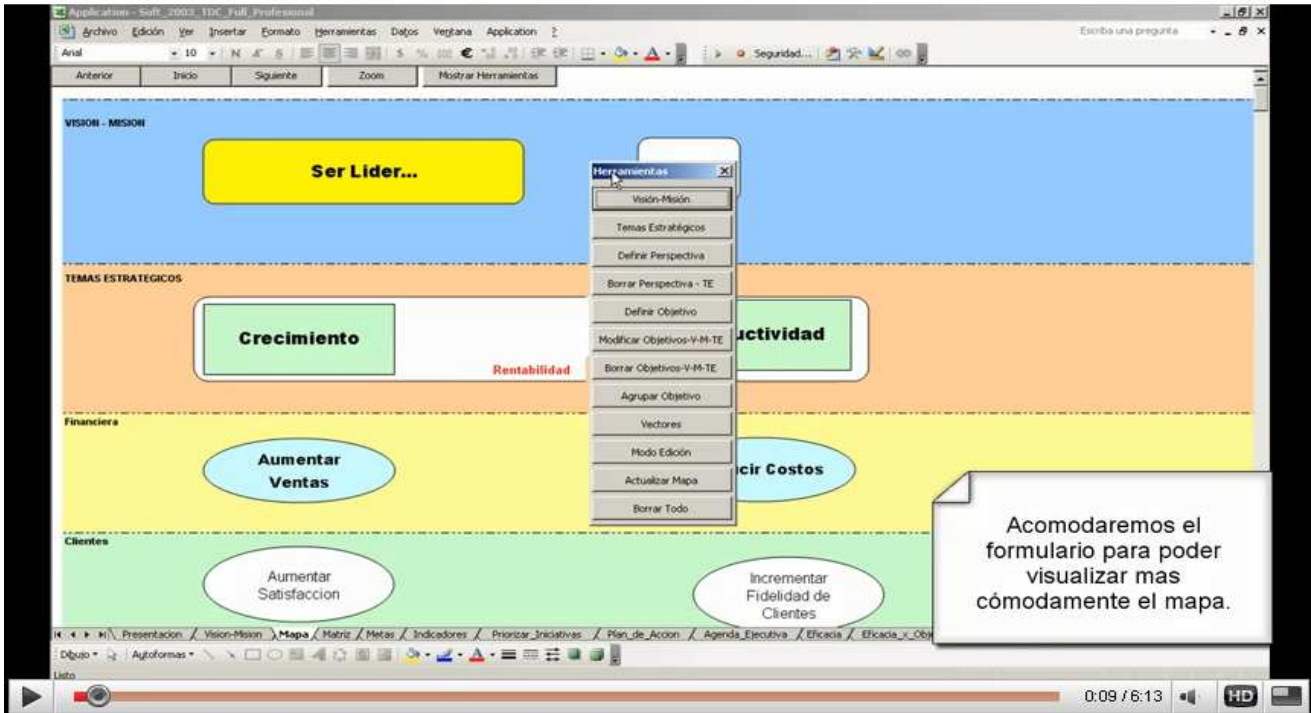 Application - Soft_2003_TDC_Full_Profesional
Archivo Edición Ver Insertar Formato Herramientas Datos Ventana Application ?
Escriba una pregunta
Arial 10 N K S $ % 000 € A Seguridad...
Anterior Inicio Siguiente Zoom Mostrar Herramientas
VISION - MISION
Ser Lider...
Herramientas
Visión-Misión
Temas Estratégicos
Definir Perspectiva
Borrar Perspectiva - TE
Definir Objetivo
Modificar Objetivos-V-M-TE
Borrar Objetivos-V-M-TE
Agrupar Objetivo
Vectores
Modo Edición
Actualizar Mapa
Borrar Todo
TEMAS ESTRATEGICOS
Crecimiento
uctividad
Rentabilidad
Financiera
Aumentar
Ventas
cir Costos
Clientes
Aumentar
Satisfaccion
Incrementar
Fidelidad de
Clientes
Acomodaremos el
formulario para poder
visualizar mas
cómodamente el mapa.
Presentacion / Vision-Mision / Mapa / Matriz / Metas / Indicadores / Priorizar_Iniciativas / Plan_de_Accion / Agenda_Ejecutiva / Eficacia / Eficacia_x_Obj
Dibujo Autoformas A
Listo
0:09 / 6:13 HD